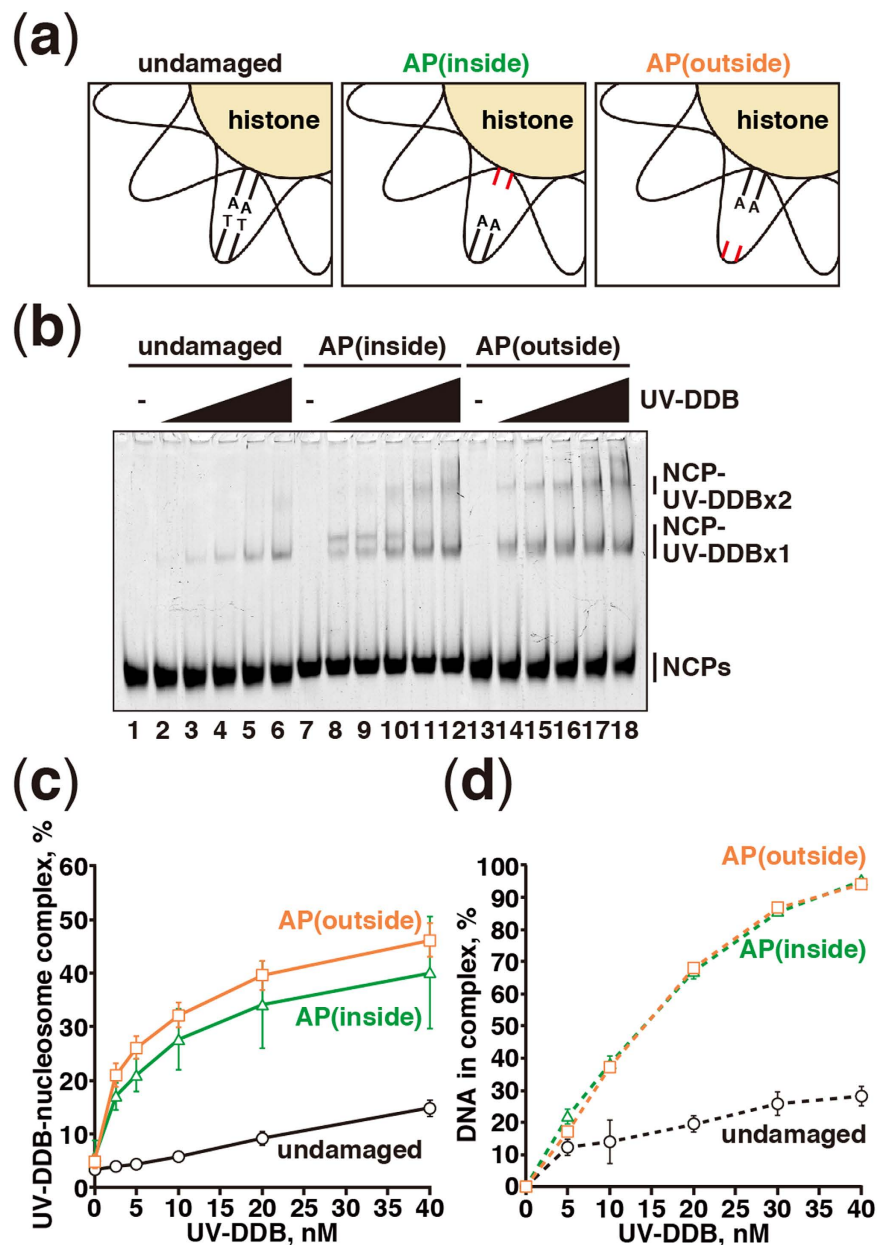 (a)
undamaged AP(inside) AP(outside)
histone histone histone
A A
T T
A A
A A
(b)
undamaged AP(inside) AP(outside)
- - - UV-DDB
NCP-
UV-DDBx2
NCP-
UV-DDBx1
NCPs
1 2 3 4 5 6 7 8 9 10 11 12 13 14 15 16 17 18
(c)
UV-DDB-nucleosome complex, %
60
50
40
30
20
10
0
AP(outside)
AP(inside)
undamaged
0 5 10 15 20 25 30 35 40
UV-DDB, nM
(d)
DNA in complex, %
100
90
80
70
60
50
40
30
20
10
0
AP(outside)
AP(inside)
undamaged
0 5 10 15 20 25 30 35 40
UV-DDB, nM